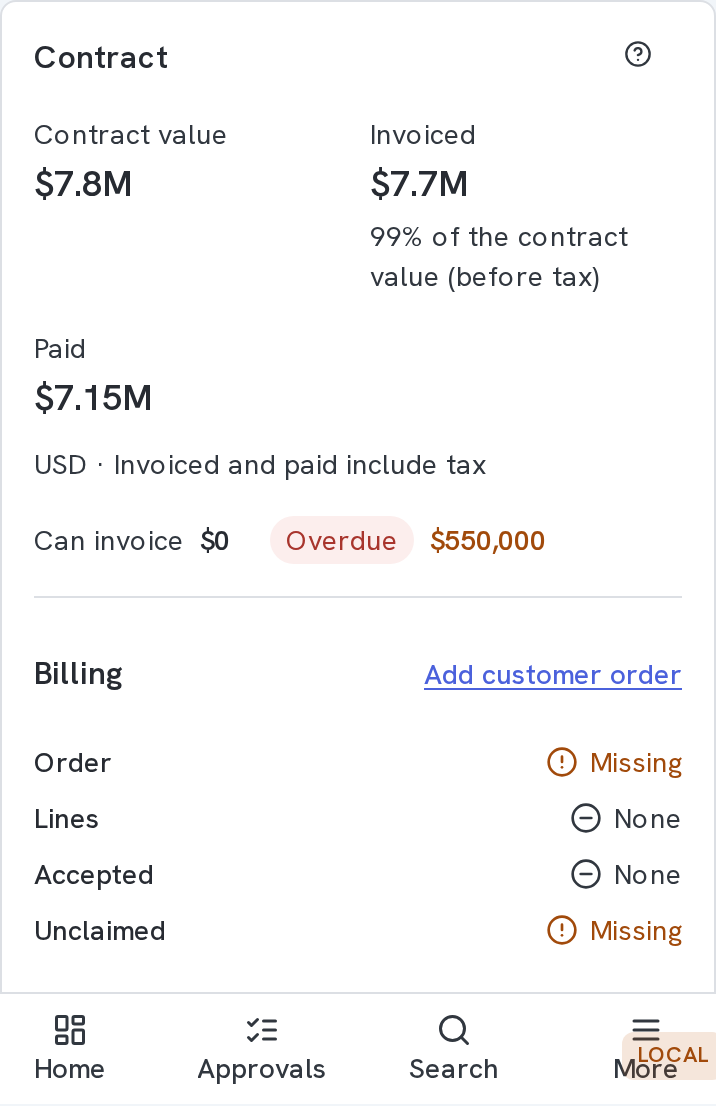 Contract
Contract value
Invoiced
$7.8M
$7.7M
99% of the contract
value (before tax)
Paid
$7.15M
USD · Invoiced and paid include tax
Can invoice $0 Overdue $550,000
Billing
Add customer order
Order Missing
Lines None
Accepted None
Unclaimed Missing
Home Approvals Search More
LOCAL